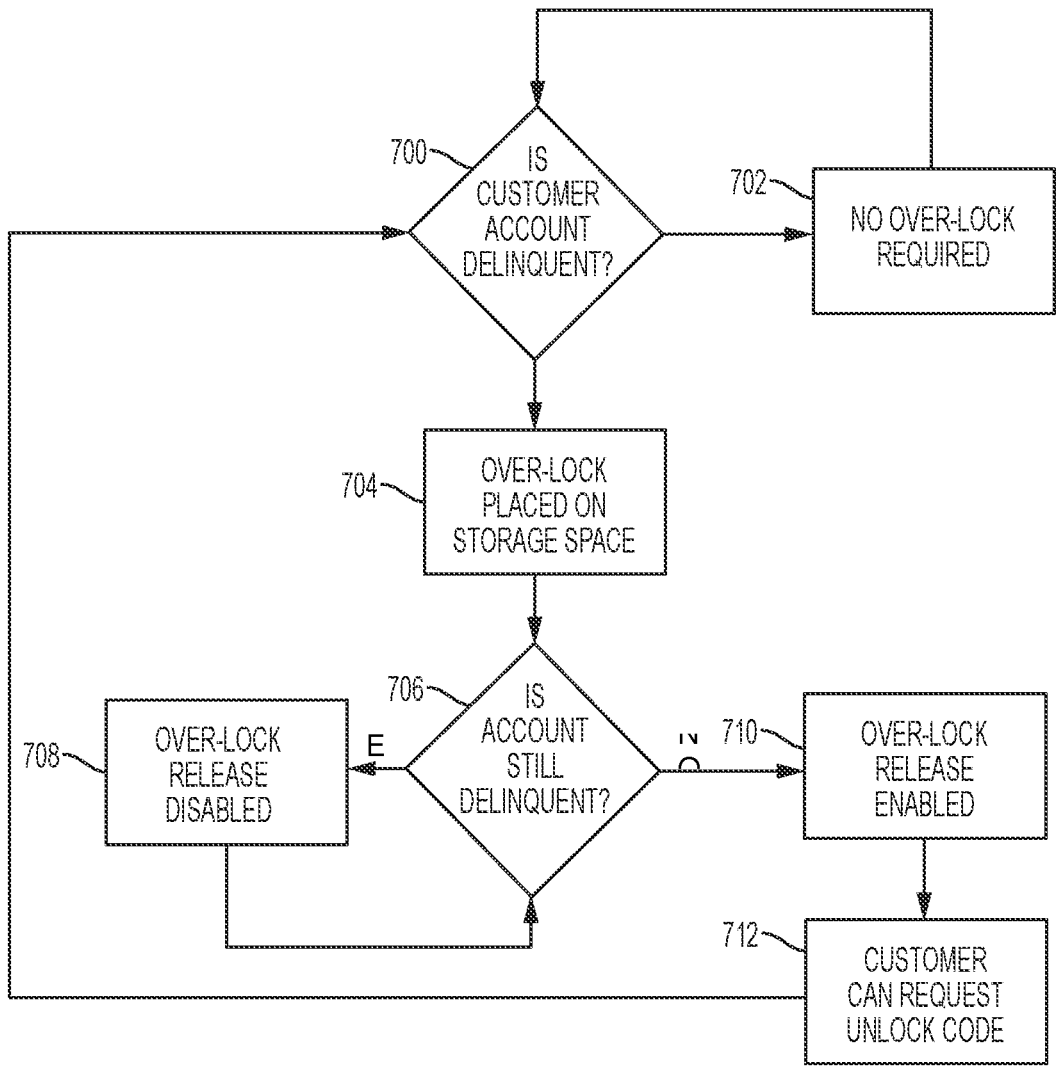 700
IS
CUSTOMER
ACCOUNT
DELINQUENT?
702
NO OVER-LOCK
REQUIRED
704
OVER-LOCK
PLACED ON
STORAGE SPACE
706
IS
ACCOUNT
STILL
DELINQUENT?
708
OVER-LOCK
RELEASE
DISABLED
E
710
OVER-LOCK
RELEASE
ENABLED
712
CUSTOMER
CAN REQUEST
UNLOCK CODE